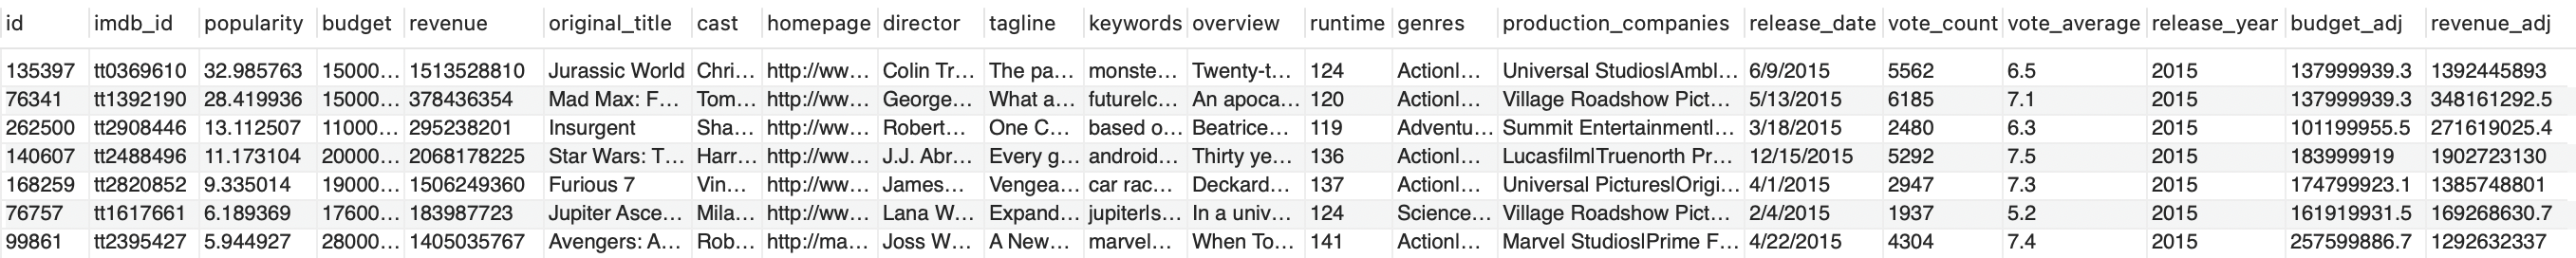 id imdb_id popularity budget revenue original_title cast homepage director tagline keywords overview runtime genres production_companies release_date vote_count vote_average release_year budget_adj revenue_adj
135397 tt0369610 32.985763 15000... 1513528810 Jurassic World Chri... http://ww... Colin Tr... The pa... monste... Twenty-t... 124 Action|... Universal Studios|Ambl... 6/9/2015 5562 6.5 2015 137999939.3 1392445893
76341 tt1392190 28.419936 15000... 378436354 Mad Max: F... Tom... http://ww... George... What a... future|c... An apoca... 120 Action|... Village Roadshow Pict... 5/13/2015 6185 7.1 2015 137999939.3 348161292.5
262500 tt2908446 13.112507 11000... 295238201 Insurgent Sha... http://ww... Robert... One C... based o... Beatrice... 119 Adventu... Summit Entertainment|... 3/18/2015 2480 6.3 2015 101199955.5 271619025.4
140607 tt2488496 11.173104 20000... 2068178225 Star Wars: T... Harr... http://ww... J.J. Abr... Every g... android... Thirty ye... 136 Action|... Lucasfilm|Truenorth Pr... 12/15/2015 5292 7.5 2015 183999919 1902723130
168259 tt2820852 9.335014 19000... 1506249360 Furious 7 Vin... http://ww... James... Vengea... car rac... Deckard... 137 Action|... Universal Pictures|Origi... 4/1/2015 2947 7.3 2015 174799923.1 1385748801
76757 tt1617661 6.189369 17600... 183987723 Jupiter Asce... Mila... http://ww... Lana W... Expand... jupiter|s... In a univ... 124 Science... Village Roadshow Pict... 2/4/2015 1937 5.2 2015 161919931.5 169268630.7
99861 tt2395427 5.944927 28000... 1405035767 Avengers: A... Rob... http://ma... Joss W... A New... marvel... When To... 141 Action|... Marvel Studios|Prime F... 4/22/2015 4304 7.4 2015 257599886.7 1292632337